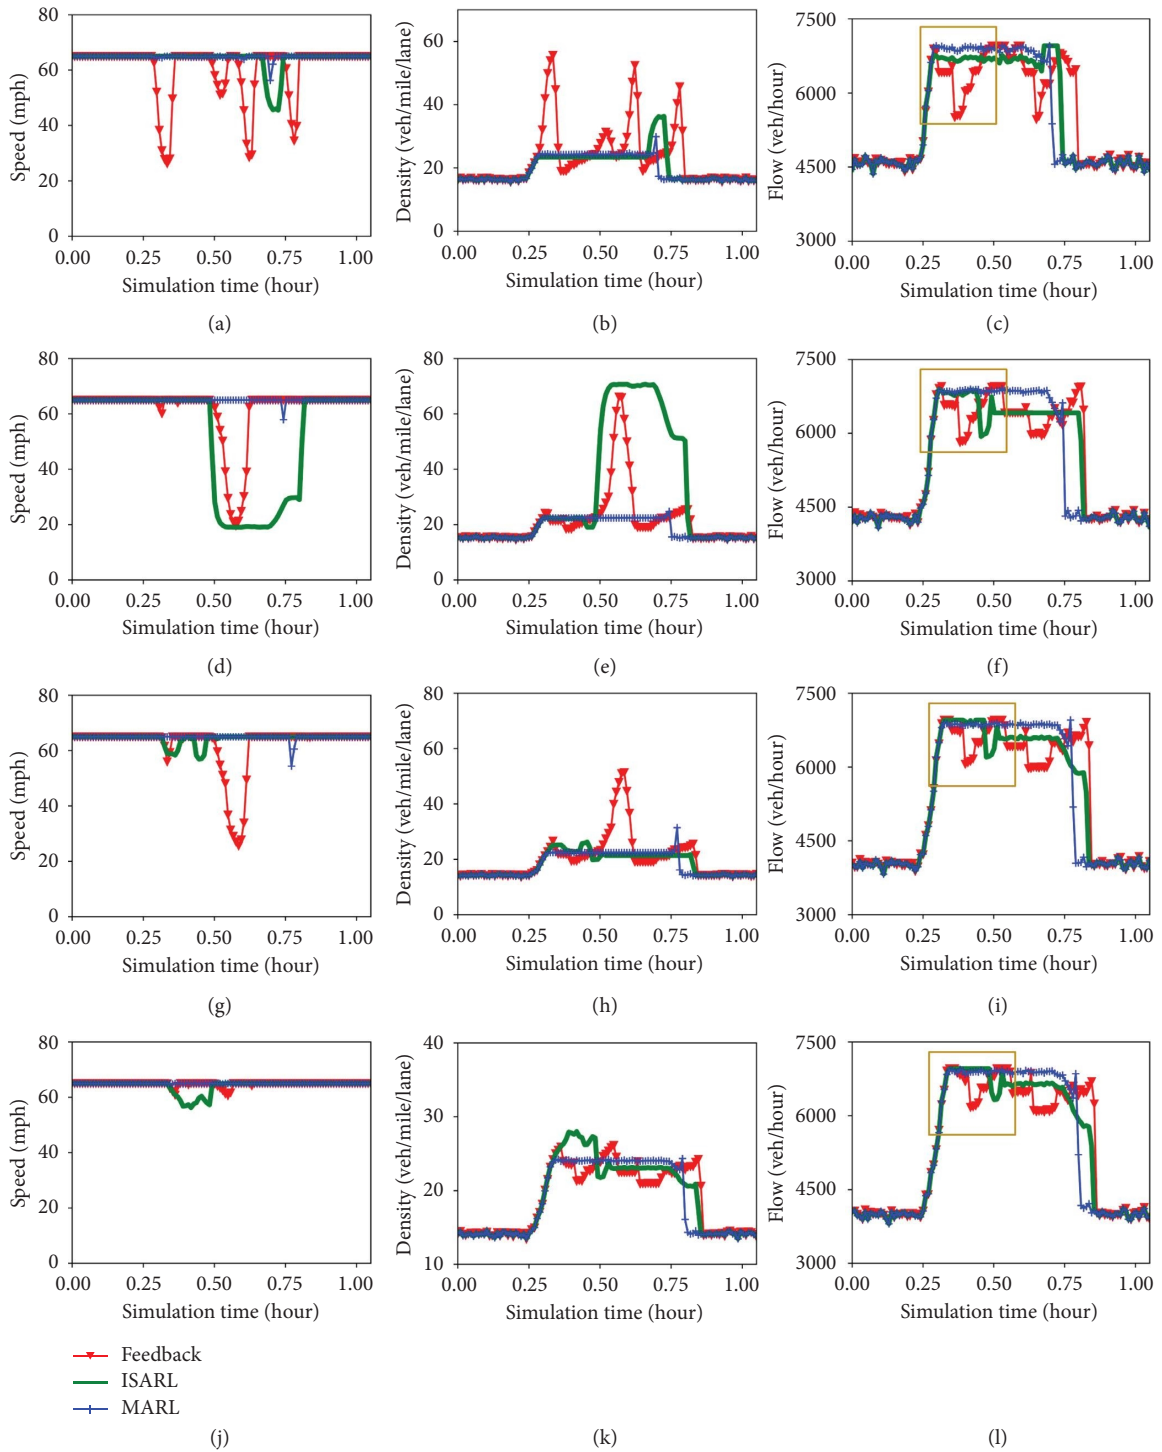 80
60
40
20
0
Speed (mph)
0.00 0.25 0.50 0.75 1.00
Simulation time (hour)
(a)
60
40
20
0
Density (veh/mile/lane)
0.00 0.25 0.50 0.75 1.00
Simulation time (hour)
(b)
7500
6000
4500
3000
Flow (veh/hour)
0.00 0.25 0.50 0.75 1.00
Simulation time (hour)
(c)
80
60
40
20
0
Speed (mph)
0.00 0.25 0.50 0.75 1.00
Simulation time (hour)
(d)
80
60
40
20
0
Density (veh/mile/lane)
0.00 0.25 0.50 0.75 1.00
Simulation time (hour)
(e)
7500
6000
4500
3000
Flow (veh/hour)
0.00 0.25 0.50 0.75 1.00
Simulation time (hour)
(f)
80
60
40
20
0
Speed (mph)
0.00 0.25 0.50 0.75 1.00
Simulation time (hour)
(g)
80
60
40
20
0
Density (veh/mile/lane)
0.00 0.25 0.50 0.75 1.00
Simulation time (hour)
(h)
7500
6000
4500
3000
Flow (veh/hour)
0.00 0.25 0.50 0.75 1.00
Simulation time (hour)
(i)
80
60
40
20
0
Speed (mph)
0.00 0.25 0.50 0.75 1.00
Simulation time (hour)
Feedback
ISARL
MARL
(j)
40
30
20
10
Density (veh/mile/lane)
0.00 0.25 0.50 0.75 1.00
Simulation time (hour)
(k)
7500
6000
4500
3000
Flow (veh/hour)
0.00 0.25 0.50 0.75 1.00
Simulation time (hour)
(l)